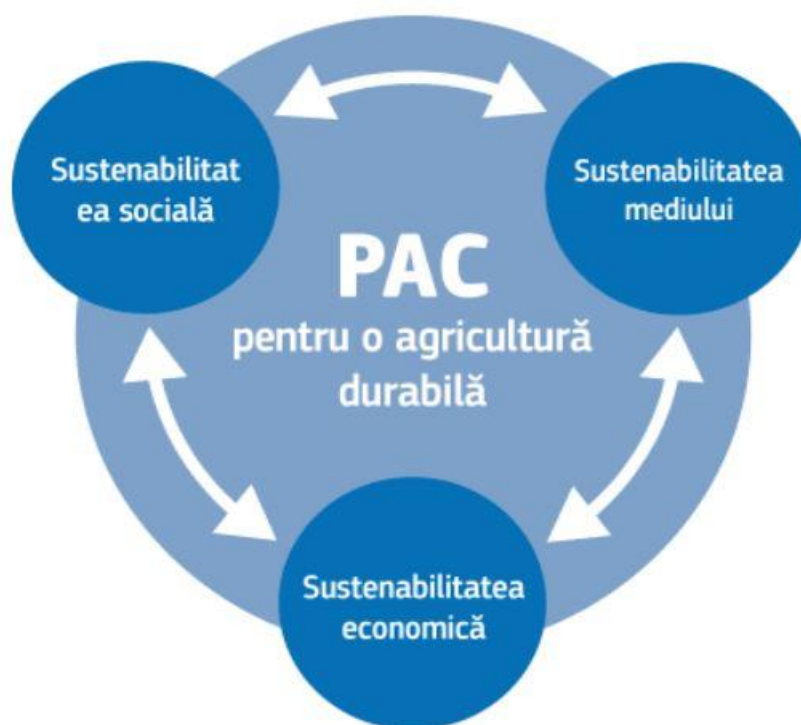 Sustenabilitat
ea socială
Sustenabilitatea
mediului
PAC
pentru o agricultură
durabilă
Sustenabilitatea
economică